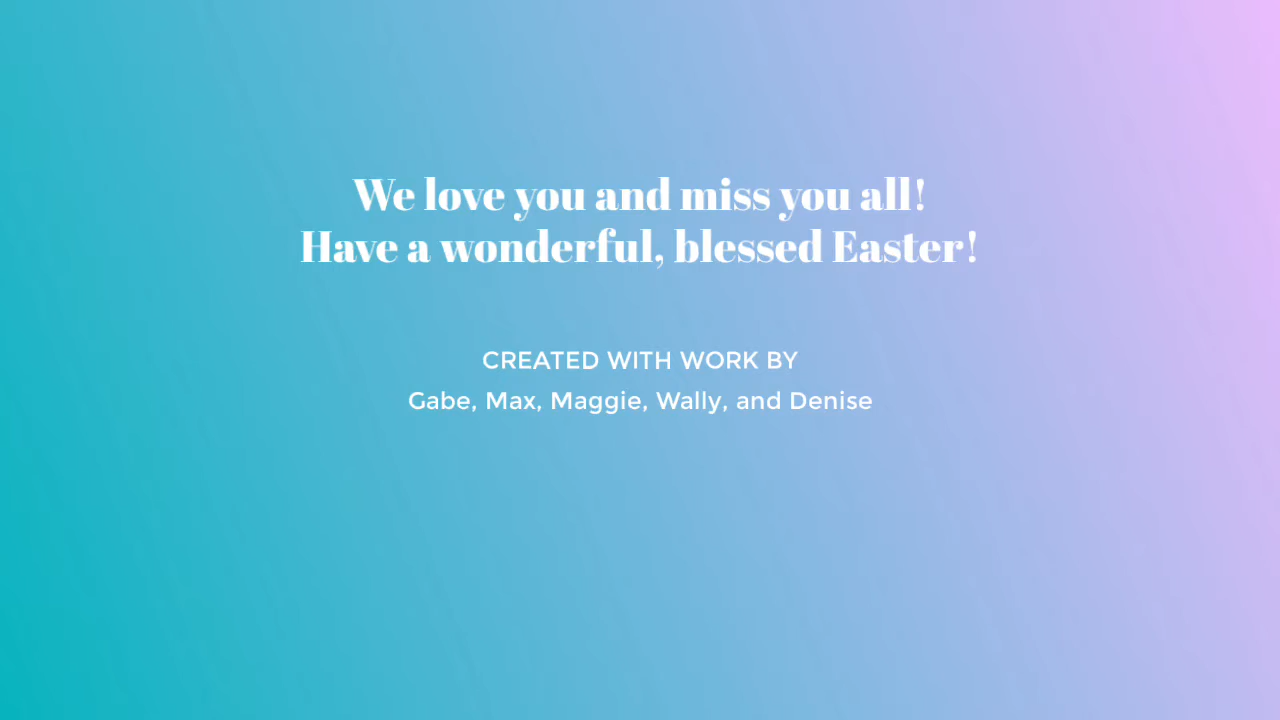 We love you and miss you all!
Have a wonderful, blessed Easter!
CREATED WITH WORK BY
Gabe, Max, Maggie, Wally, and Denise